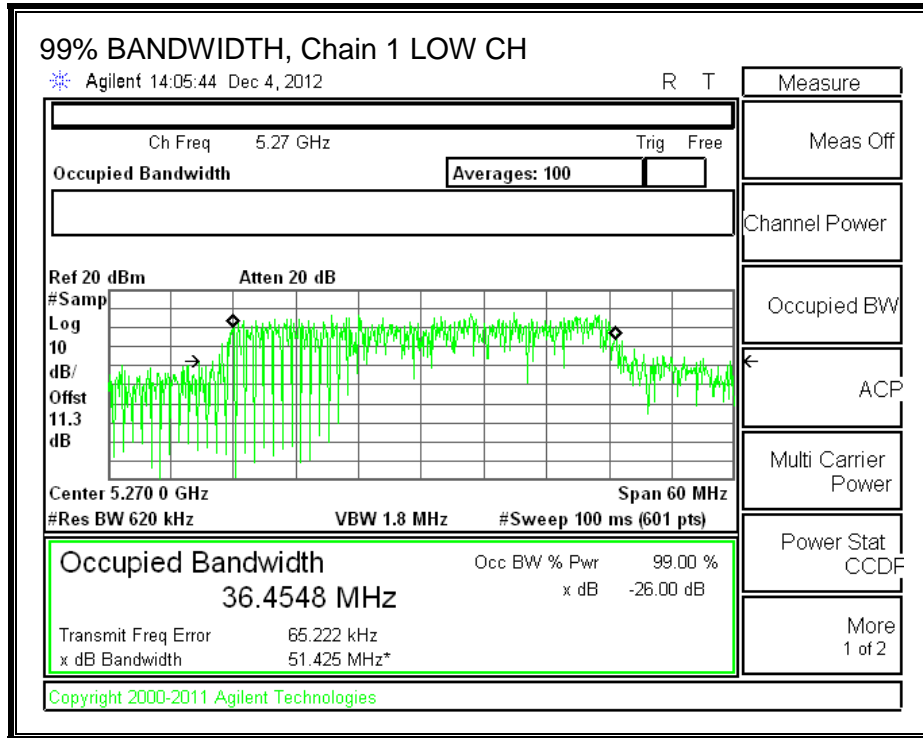 99% BANDWIDTH, Chain 1 LOW CH
Agilent 14:05:44 Dec 4, 2012
R T
Ch Freq 5.27 GHz
Trig Free
Occupied Bandwidth
Averages: 100
Ref 20 dBm
Atten 20 dB
#Samp
Log
10
dB/
Offst
11.3
dB
Center 5.270 0 GHz
Span 60 MHz
#Res BW 620 kHz
VBW 1.8 MHz
#Sweep 100 ms (601 pts)
Occupied Bandwidth
36.4548 MHz
Occ BW % Pwr 99.00 %
x dB -26.00 dB
Transmit Freq Error 65.222 kHz
x dB Bandwidth 51.425 MHz*
Copyright 2000-2011 Agilent Technologies
Measure
Meas Off
Channel Power
Occupied BW
ACP
Multi Carrier
Power
Power Stat
CCDF
More
1 of 2